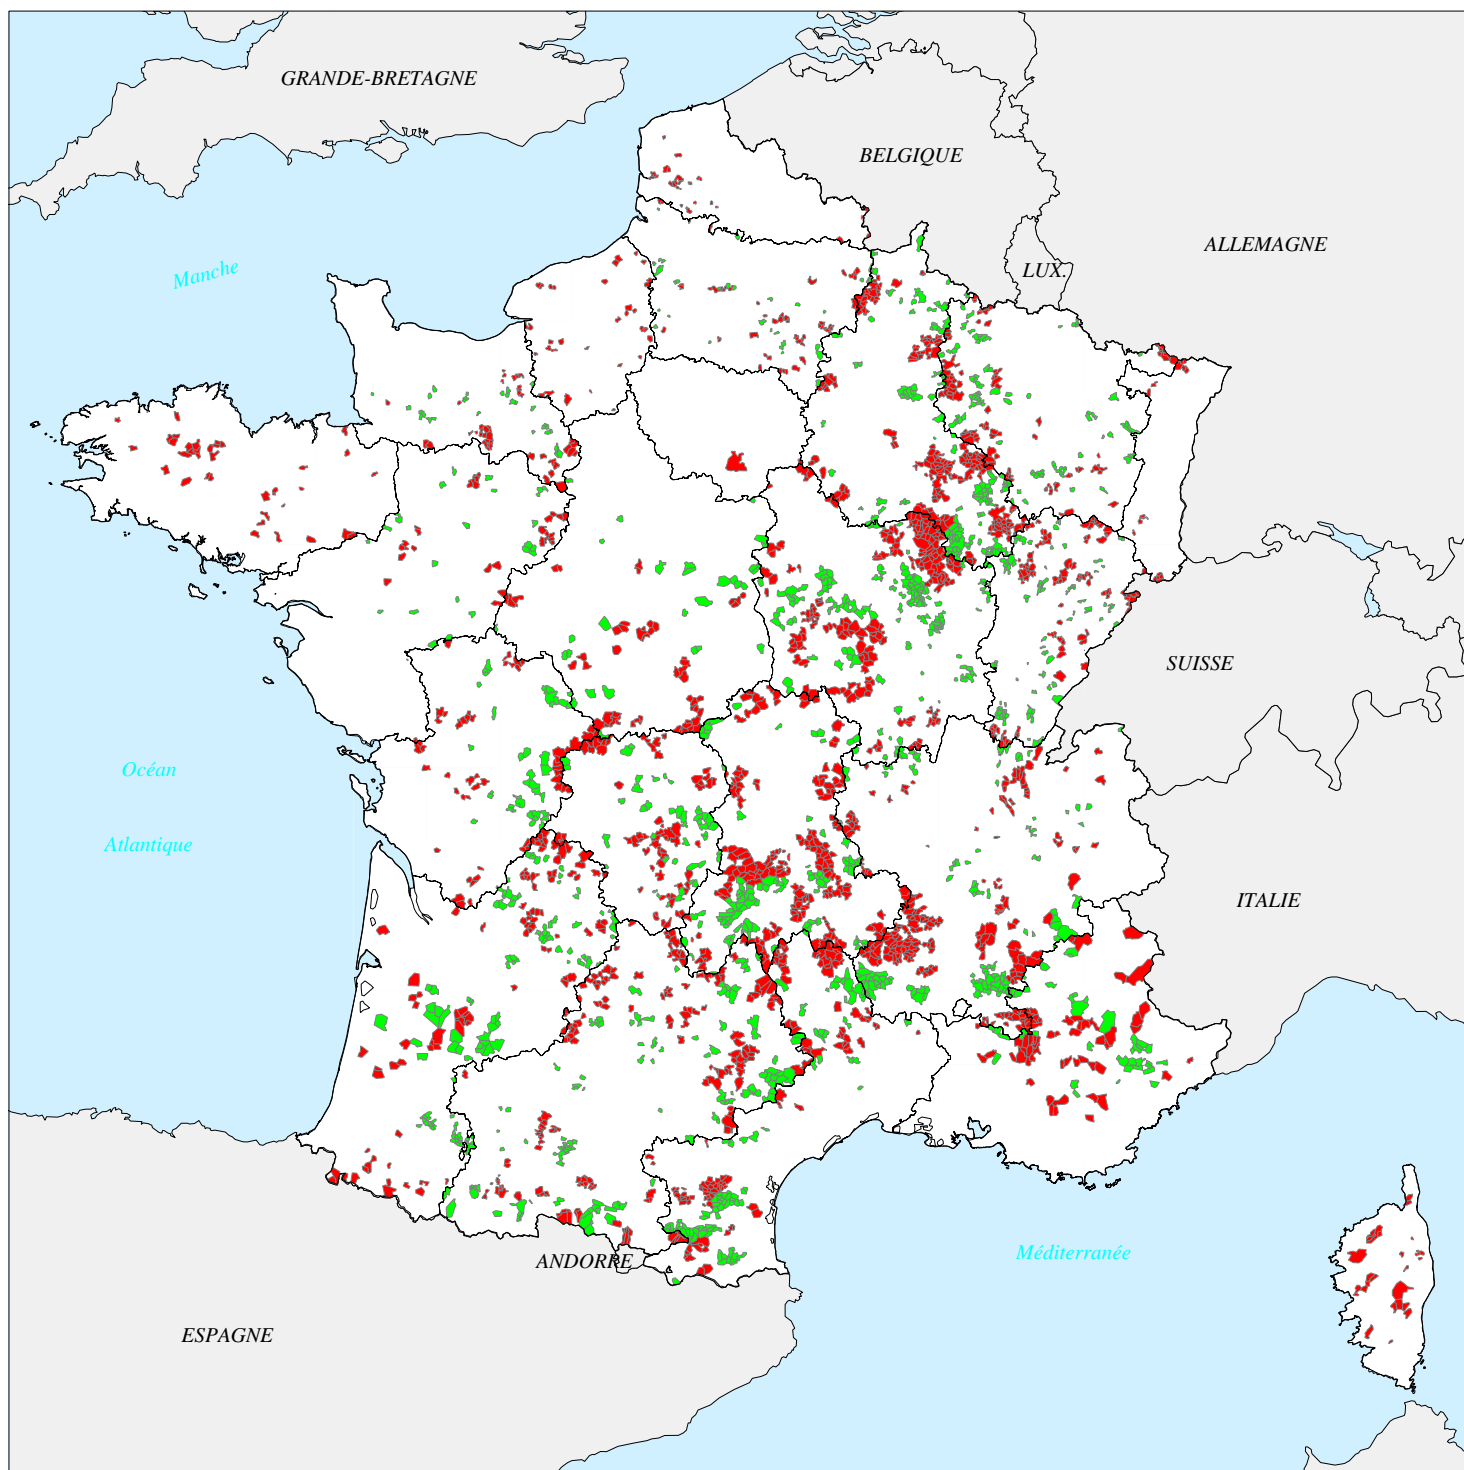 GRANDE-BRETAGNE
BELGIQUE
ALLEMAGNE
Manche
LUX.
SUISSE
Océan
Atlantique
ITALIE
ANDORRE
Méditerranée
ESPAGNE